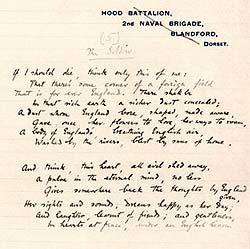 HOOD BATTALION,
2nd NAVAL BRIGADE,
BLANDFORD,
DORSET.
(5)
The Soldier
If I should die, think only this of me:
That there's some corner of a foreign field
That is for ever England. There shall be
In that rich earth a richer dust concealed;
A dust whom England bore, shaped, made aware,
Gave, once, her flowers to love, her ways to roam,
A body of England's, breathing English air,
Washed by the rivers, blest by suns of home.
And think, this heart, all evil shed away,
A pulse in the eternal mind, no less
Gives somewhere back the thoughts by England given;
Her sights and sounds; dreams happy as her day;
And laughter, learnt of friends; and gentleness,
In hearts at peace, under an English heaven.